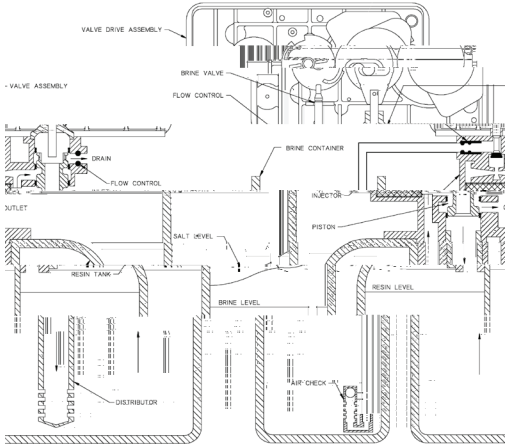 VALVE DRIVE ASSEMBLY
BRINE VALVE
- VALVE ASSEMBLY
FLOW CONTROL
BRINE CONTAINER
DRAIN
FLOW CONTROL
INJECTOR
OUTLET
PISTON
SALT LEVEL
RESIN TANK
RESIN LEVEL
BRINE LEVEL
AIR CHECK
DISTRIBUTOR